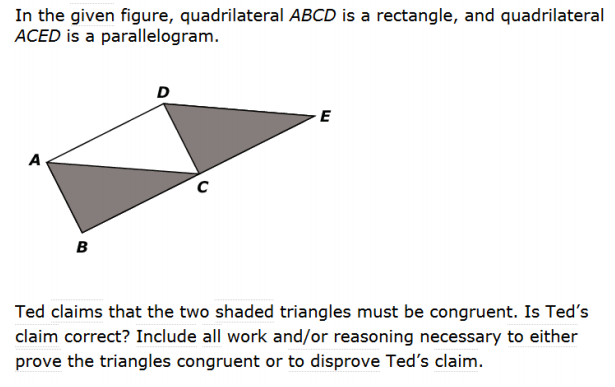 In the given figure, quadrilateral ABCD is a rectangle, and quadrilateral
ACED is a parallelogram.
D
E
A
C
B
Ted claims that the two shaded triangles must be congruent. Is Ted’s
claim correct? Include all work and/or reasoning necessary to either
prove the triangles congruent or to disprove Ted’s claim.